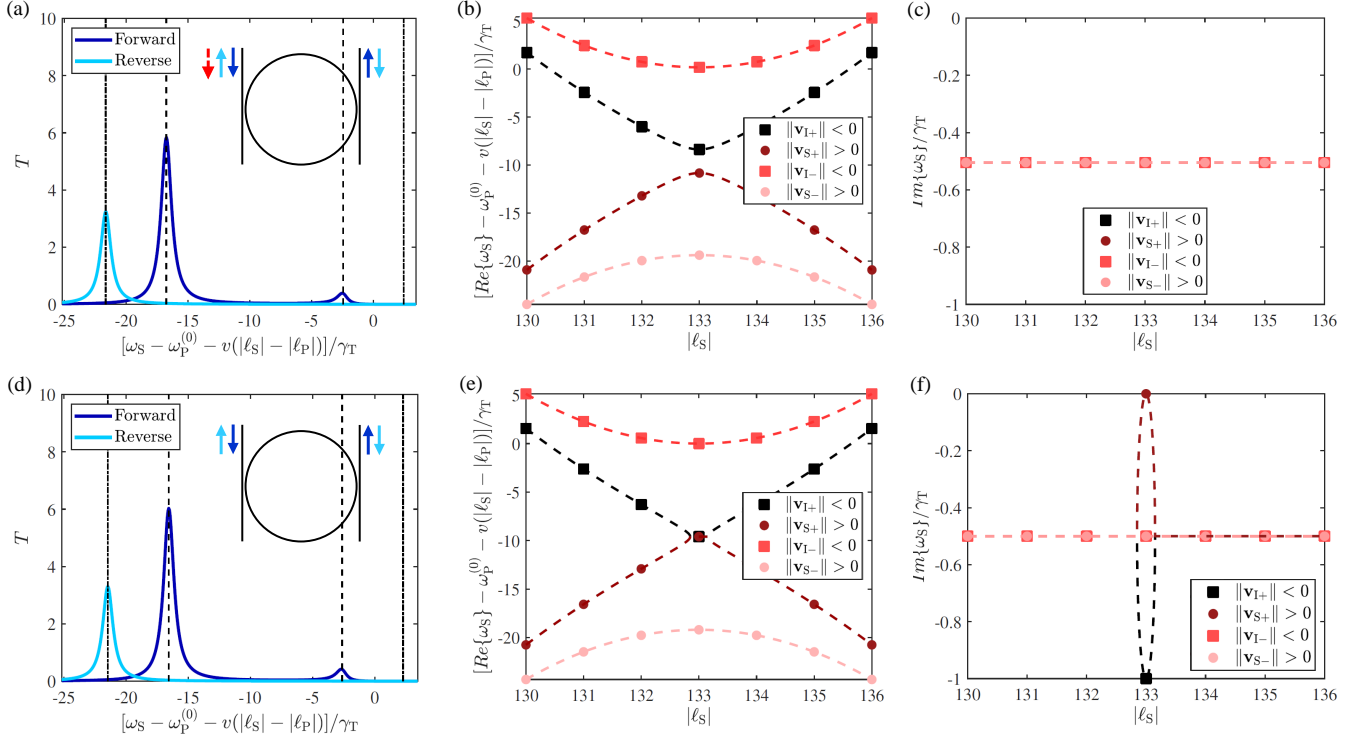 (a)
10
8
6
4
2
0
T
Forward
Reverse
-25 -20 -15 -10 -5 0
[ω_S − ω_P^(0) − v(|ℓ_S| − |ℓ_P|)]/γ_T
(b)
5
0
-5
-10
-15
-20
[Re{ω_S} − ω_P^(0) − v(|ℓ_S| − |ℓ_P|)]/γ_T
‖v_I+‖ < 0
‖v_S+‖ > 0
‖v_I−‖ < 0
‖v_S−‖ > 0
130 131 132 133 134 135 136
|ℓ_S|
(c)
0
-0.2
-0.4
-0.6
-0.8
-1
Im{ω_S}/γ_T
‖v_I+‖ < 0
‖v_S+‖ > 0
‖v_I−‖ < 0
‖v_S−‖ > 0
130 131 132 133 134 135 136
|ℓ_S|
(d)
10
8
6
4
2
0
T
Forward
Reverse
-25 -20 -15 -10 -5 0
[ω_S − ω_P^(0) − v(|ℓ_S| − |ℓ_P|)]/γ_T
(e)
5
0
-5
-10
-15
-20
[Re{ω_S} − ω_P^(0) − v(|ℓ_S| − |ℓ_P|)]/γ_T
‖v_I+‖ < 0
‖v_S+‖ > 0
‖v_I−‖ < 0
‖v_S−‖ > 0
130 131 132 133 134 135 136
|ℓ_S|
(f)
0
-0.2
-0.4
-0.6
-0.8
-1
Im{ω_S}/γ_T
‖v_I+‖ < 0
‖v_S+‖ > 0
‖v_I−‖ < 0
‖v_S−‖ > 0
130 131 132 133 134 135 136
|ℓ_S|